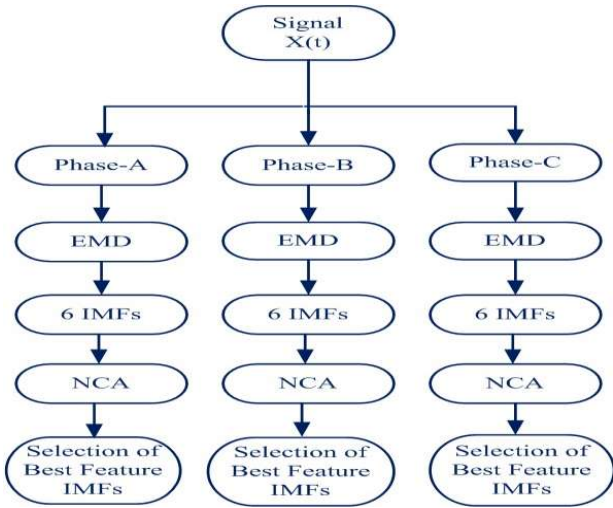 Signal
X(t)
Phase-A
Phase-B
Phase-C
EMD
EMD
EMD
6 IMFs
6 IMFs
6 IMFs
NCA
NCA
NCA
Selection of
Best Feature
IMFs
Selection of
Best Feature
IMFs
Selection of
Best Feature
IMFs